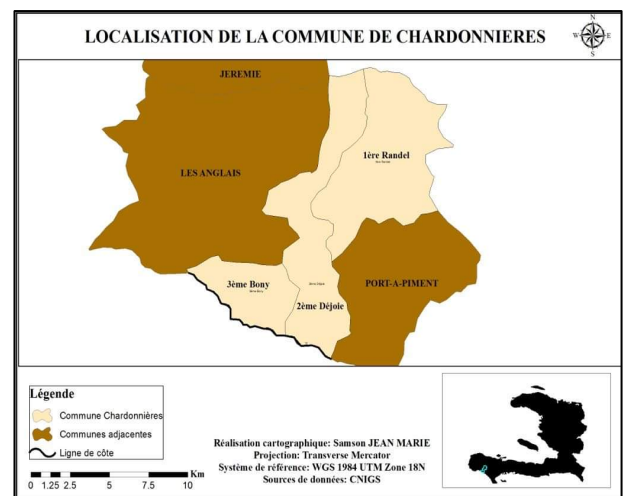 LOCALISATION DE LA COMMUNE DE CHARDONNIERES
N
W E
S
JEREMIE
1ère Randel
LES ANGLAIS
3ème Bony
PORT-A-PIMENT
2ème Déjoie
Légende
Commune Chardonnières
Communes adjacentes
Ligne de côte
Km
0 1.25 2.5 5 7.5 10
Réalisation cartographique: Samson JEAN MARIE
Projection: Transverse Mercator
Système de référence: WGS 1984 UTM Zone 18N
Sources de données: CNIGS